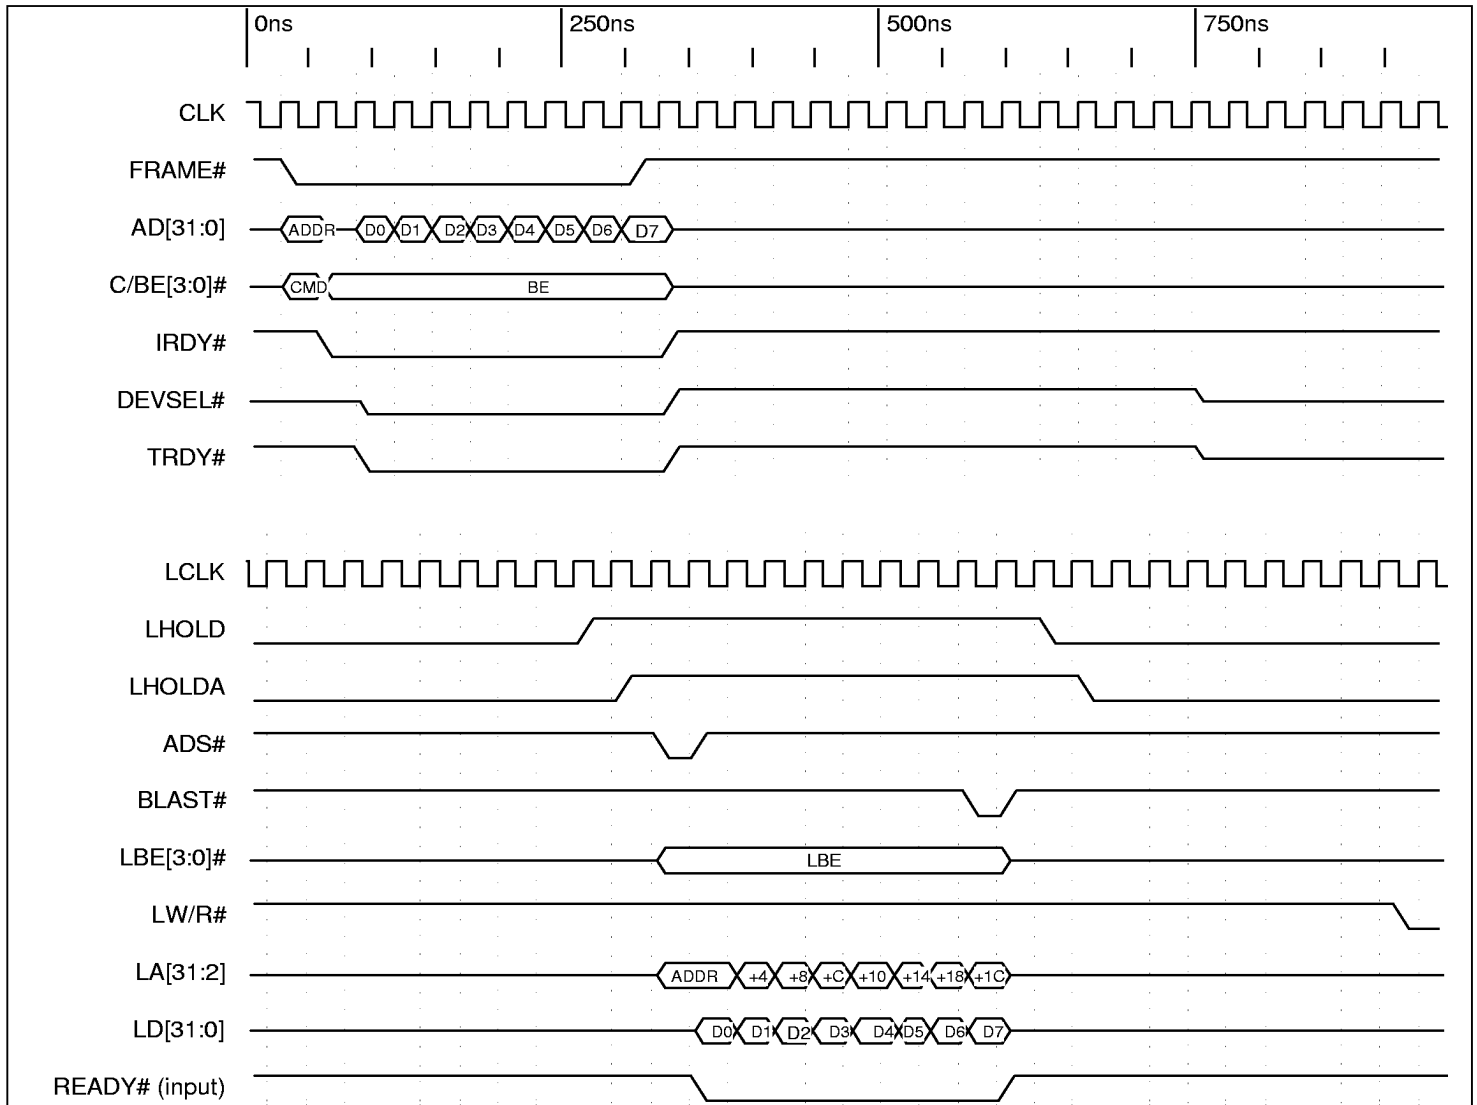 0ns 250ns 500ns 750ns
CLK
FRAME#
AD[31:0] ADDR D0 D1 D2 D3 D4 D5 D6 D7
C/BE[3:0]# CMD BE
IRDY#
DEVSEL#
TRDY#
LCLK
LHOLD
LHOLDA
ADS#
BLAST#
LBE[3:0]# LBE
LW/R#
LA[31:2] ADDR +4 +8 +C +10 +14 +18 +1C
LD[31:0] D0 D1 D2 D3 D4 D5 D6 D7
READY# (input)